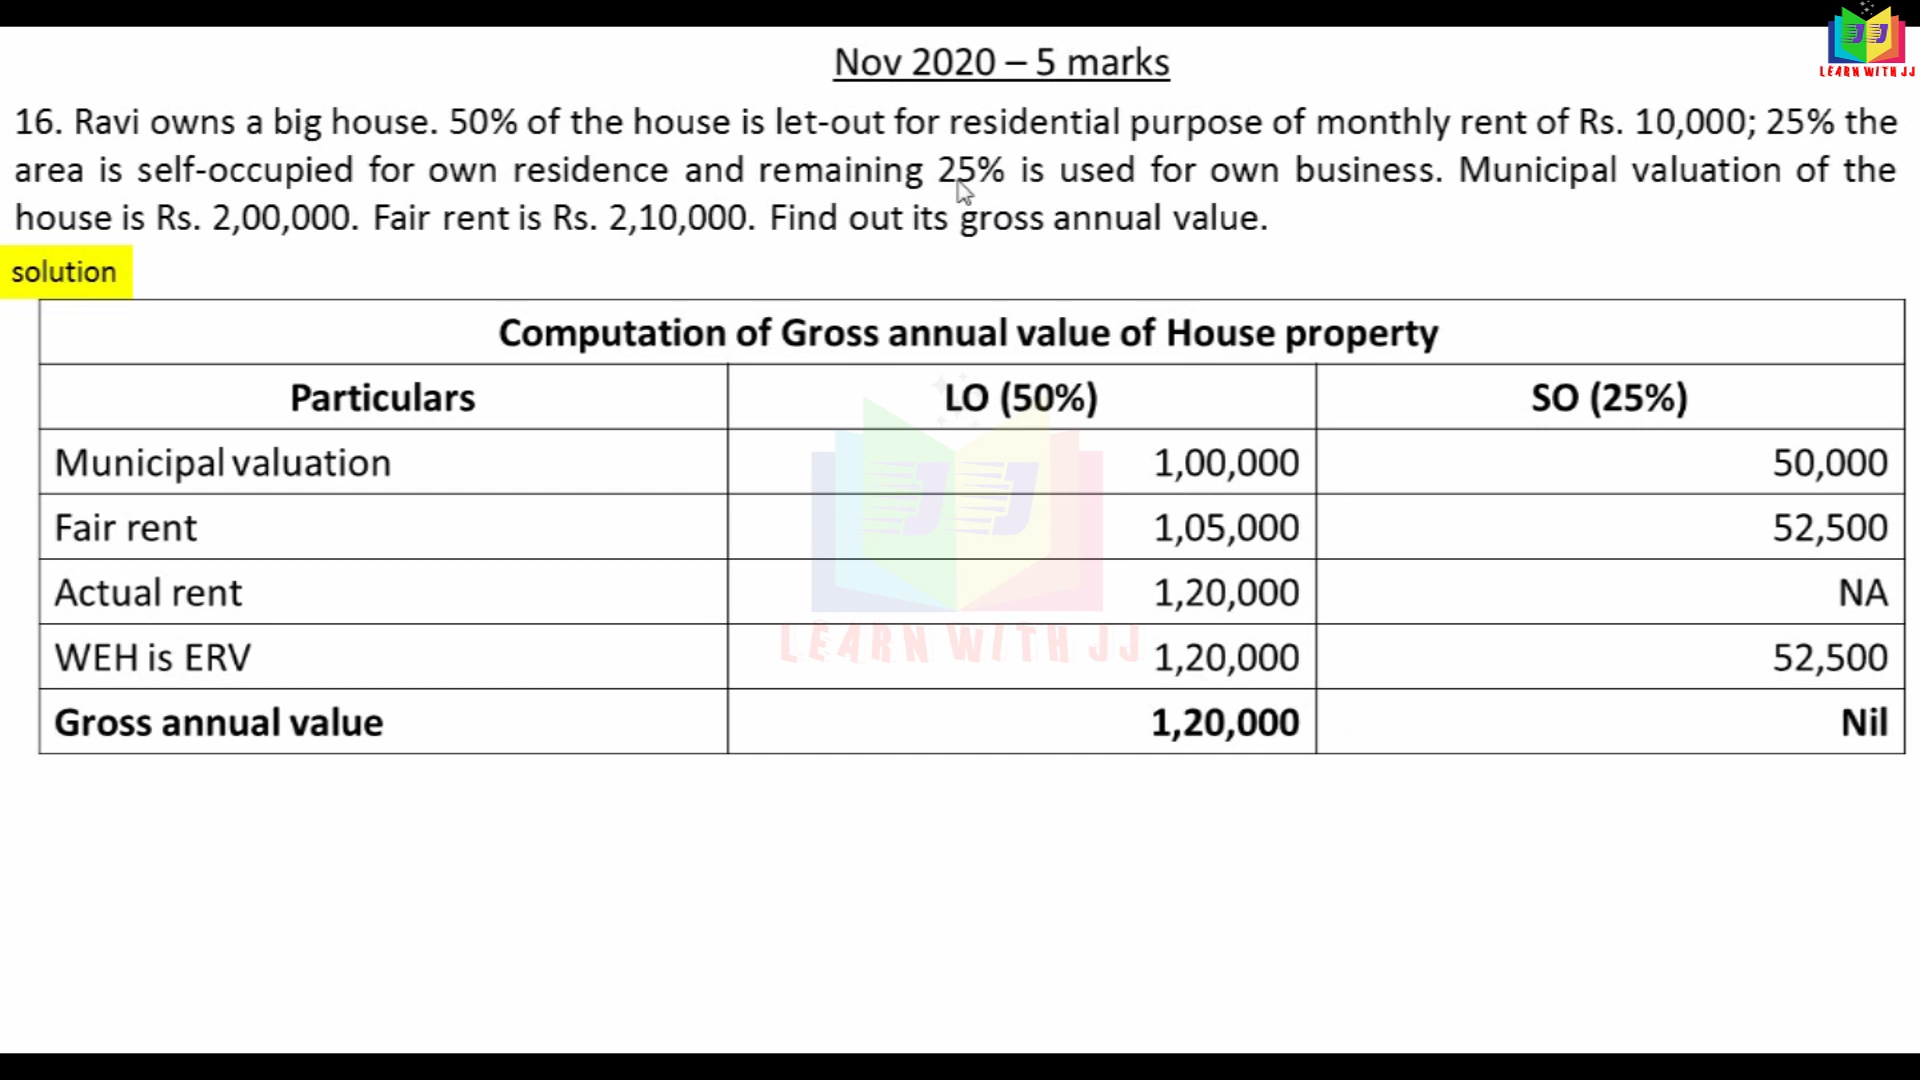 Nov 2020 – 5 marks
LEARN WITH JJ
16. Ravi owns a big house. 50% of the house is let-out for residential purpose of monthly rent of Rs. 10,000; 25% the
area is self-occupied for own residence and remaining 25% is used for own business. Municipal valuation of the
house is Rs. 2,00,000. Fair rent is Rs. 2,10,000. Find out its gross annual value.
solution
Computation of Gross annual value of House property
Particulars LO (50%) SO (25%)
Municipal valuation 1,00,000 50,000
Fair rent 1,05,000 52,500
Actual rent 1,20,000 NA
WEH is ERV 1,20,000 52,500
Gross annual value 1,20,000 Nil
JJ
LEARN WITH JJ